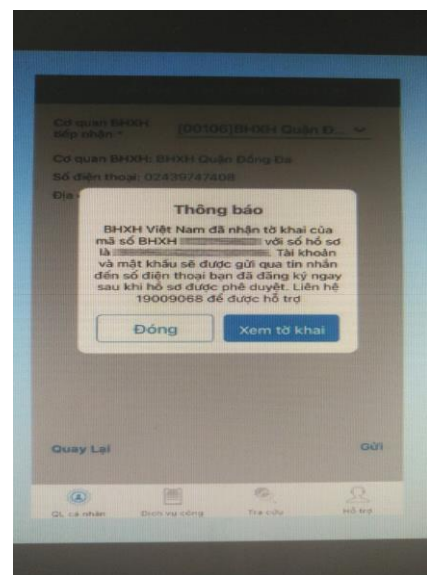 Cơ quan BHXH
tiếp nhận *
[00106]BHXH Quận Đ...
Cơ quan BHXH: BHXH Quận Đống Đa
Số điện thoại: 02439747408
Địa
Thông báo
BHXH Việt Nam đã nhận tờ khai của
mã số BHXH với số hồ sơ
là . Tài khoản
và mật khẩu sẽ được gửi qua tin nhắn
đến số điện thoại bạn đã đăng ký ngay
sau khi hồ sơ được phê duyệt. Liên hệ
19009068 để được hỗ trợ
Đóng
Xem tờ khai
Quay Lại
Gửi
QL cá nhân
Dịch vụ công
Tra cứu
Hỗ trợ